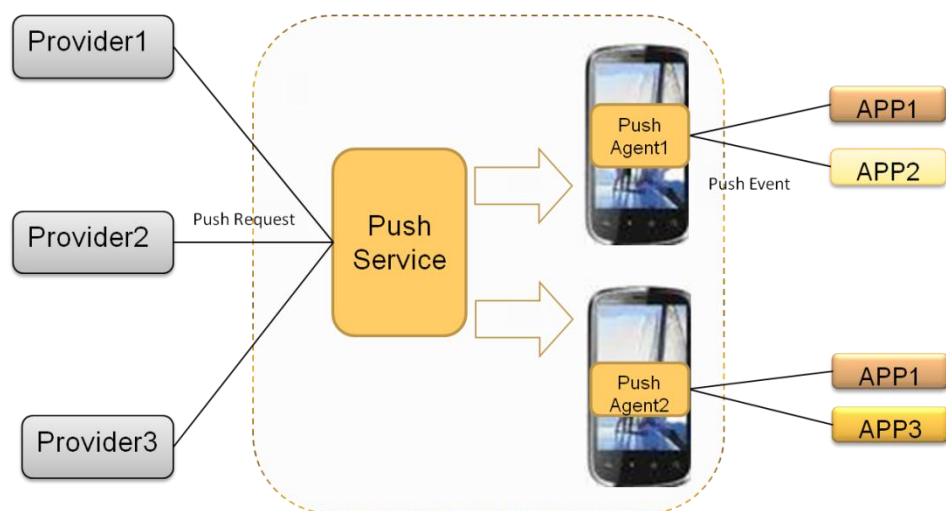 Provider1
Provider2
Provider3
Push Request
Push
Service
Push
Agent1
Push Event
APP1
APP2
Push
Agent2
APP1
APP3